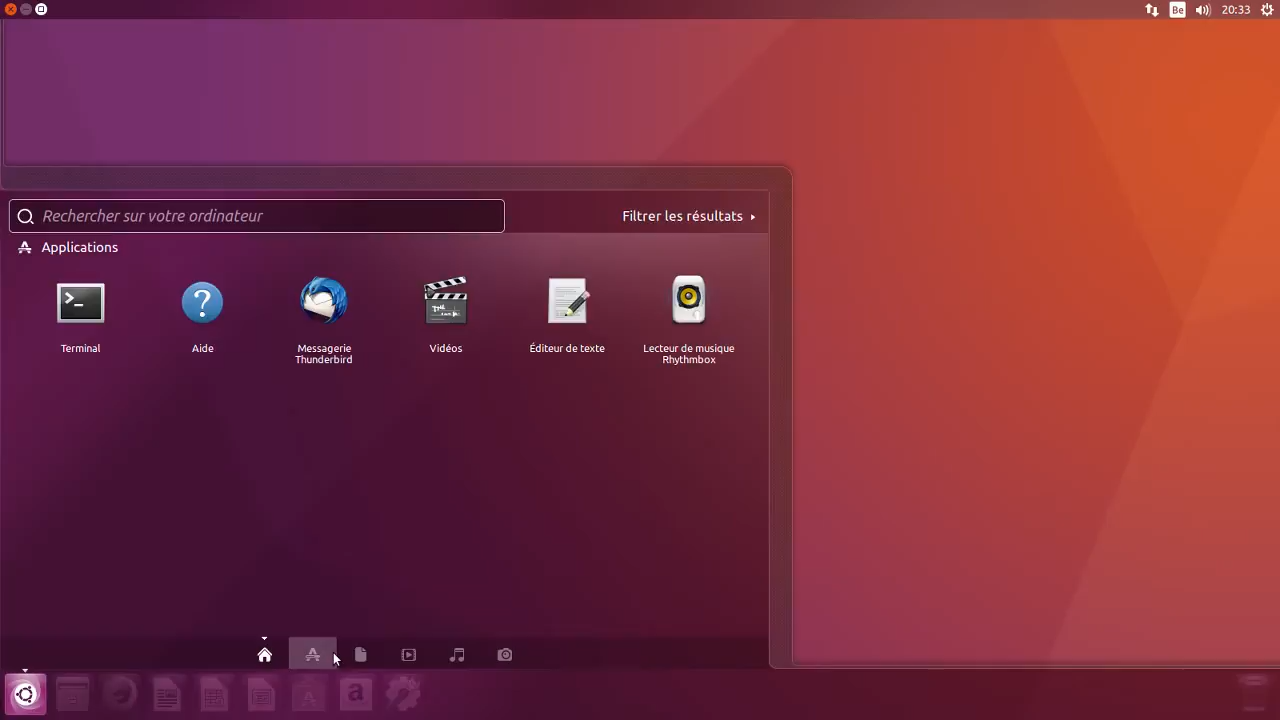 Be
20:33
Rechercher sur votre ordinateur
Filtrer les résultats
Applications
Terminal
Aide
Messagerie
Thunderbird
Vidéos
Éditeur de texte
Lecteur de musique
Rhythmbox